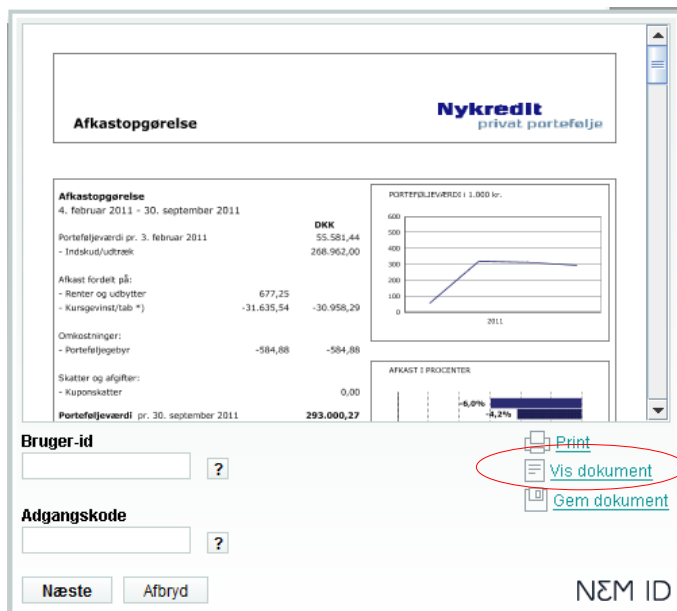 Afkastopgørelse
Nykredit
privat portefølje
Afkastopgørelse
4. februar 2011 - 30. september 2011
DKK
Porteføljeværdi pr. 3. februar 2011 55.581,44
- Indskud/udtræk 268.962,00
Afkast fordelt på:
- Renter og udbytter 677,25
- Kursgevinst/tab *) -31.635,54 -30.958,29
Omkostninger:
- Porteføljegebyr -584,88 -584,88
Skatter og afgifter:
- Kuponskatter 0,00
Porteføljeværdi pr. 30. september 2011 293.000,27
PORTEFØLJEVÆRDI i 1.000 kr.
600
500
400
300
200
100
0
2011
AFKAST I PROCENTER
-6,0%
-4,2%
Bruger-id
?
Adgangskode
?
Print
Vis dokument
Gem dokument
Næste Afbryd
NEM ID